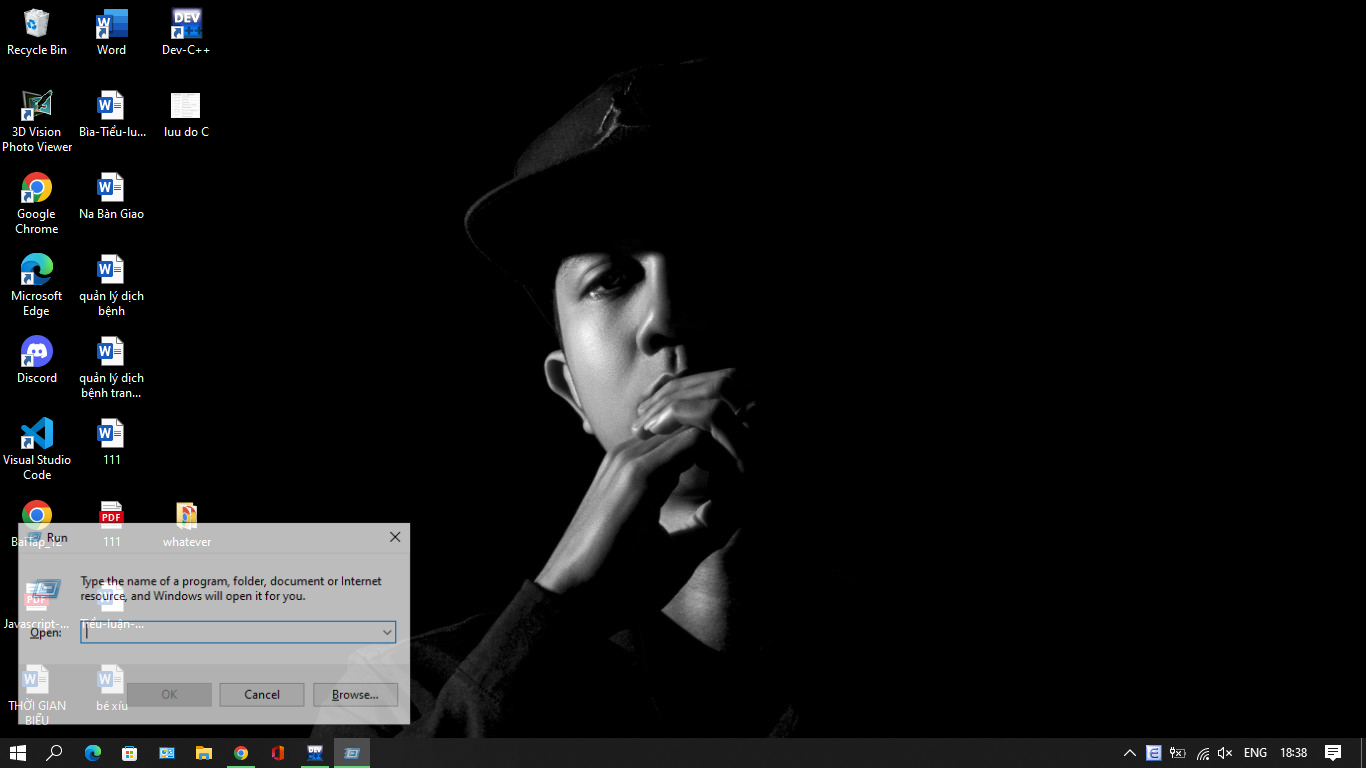 Recycle Bin
Word
Dev-C++
3D Vision
Photo Viewer
Bìa-Tiểu-lu...
luu do C
Google
Chrome
Na Bàn Giao
Microsoft
Edge
quản lý dịch
bệnh
Discord
quản lý dịch
bệnh tran...
Visual Studio
Code
111
BaiTap_12
PDF
111
whatever
Run
Type the name of a program, folder, document or Internet
resource, and Windows will open it for you.
PDF
Javascript-...
Tiểu-luận-...
Open:
THỜI GIAN
BIỂU
bé xíu
OK
Cancel
Browse...
DEV
ENG
18:38